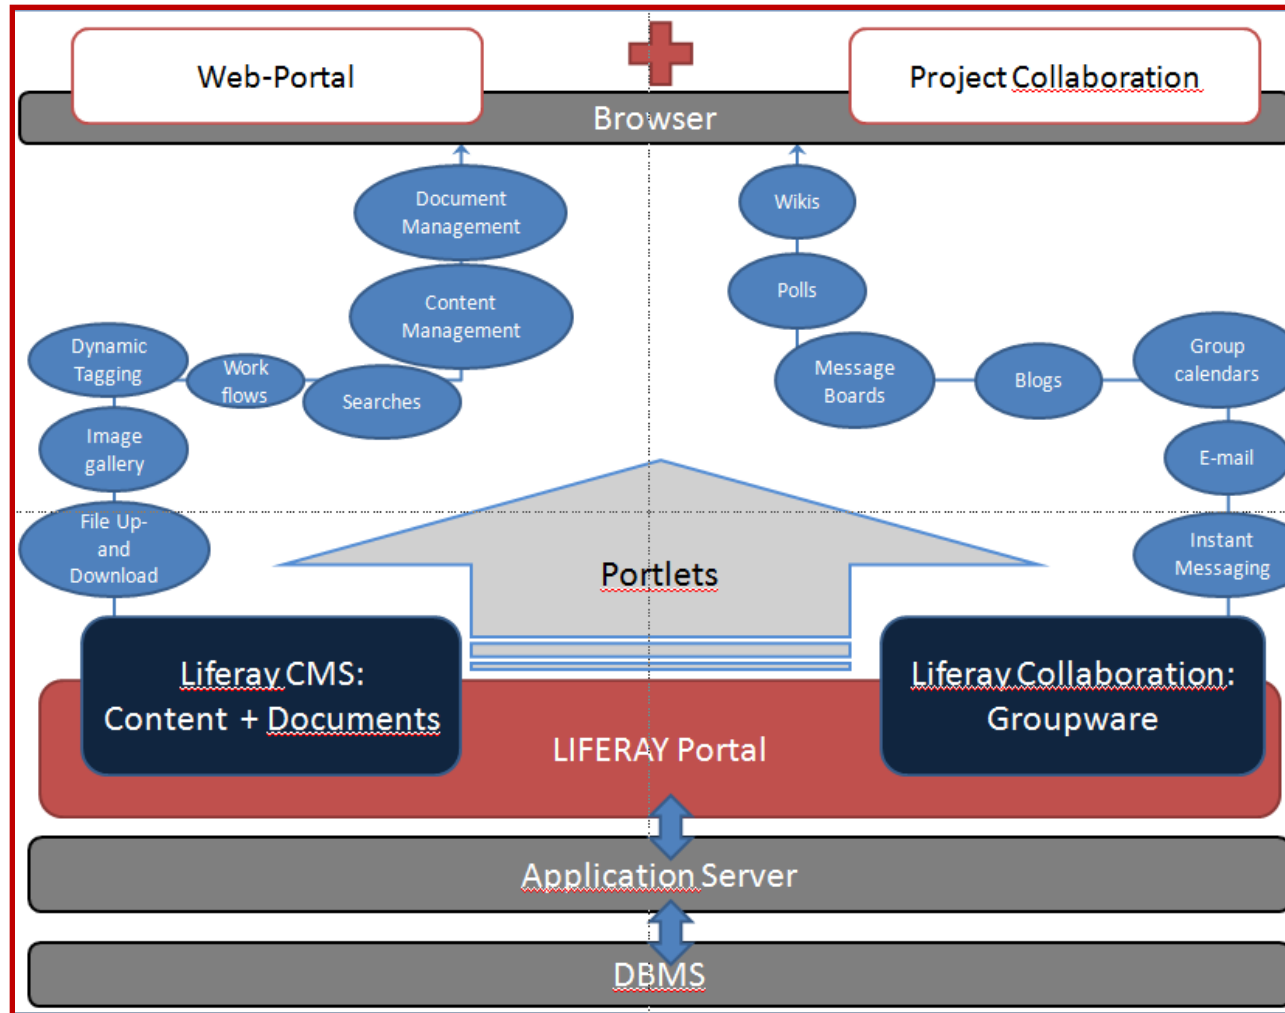 Web-Portal
Project Collaboration
Browser
Document
Management
Wikis
Content
Management
Polls
Dynamic
Tagging
Work
flows
Searches
Message
Boards
Blogs
Group
calendars
Image
gallery
E-mail
File Up-
and
Download
Instant
Messaging
Portlets
Liferay CMS:
Content + Documents
Liferay Collaboration:
Groupware
LIFERAY Portal
Application Server
DBMS